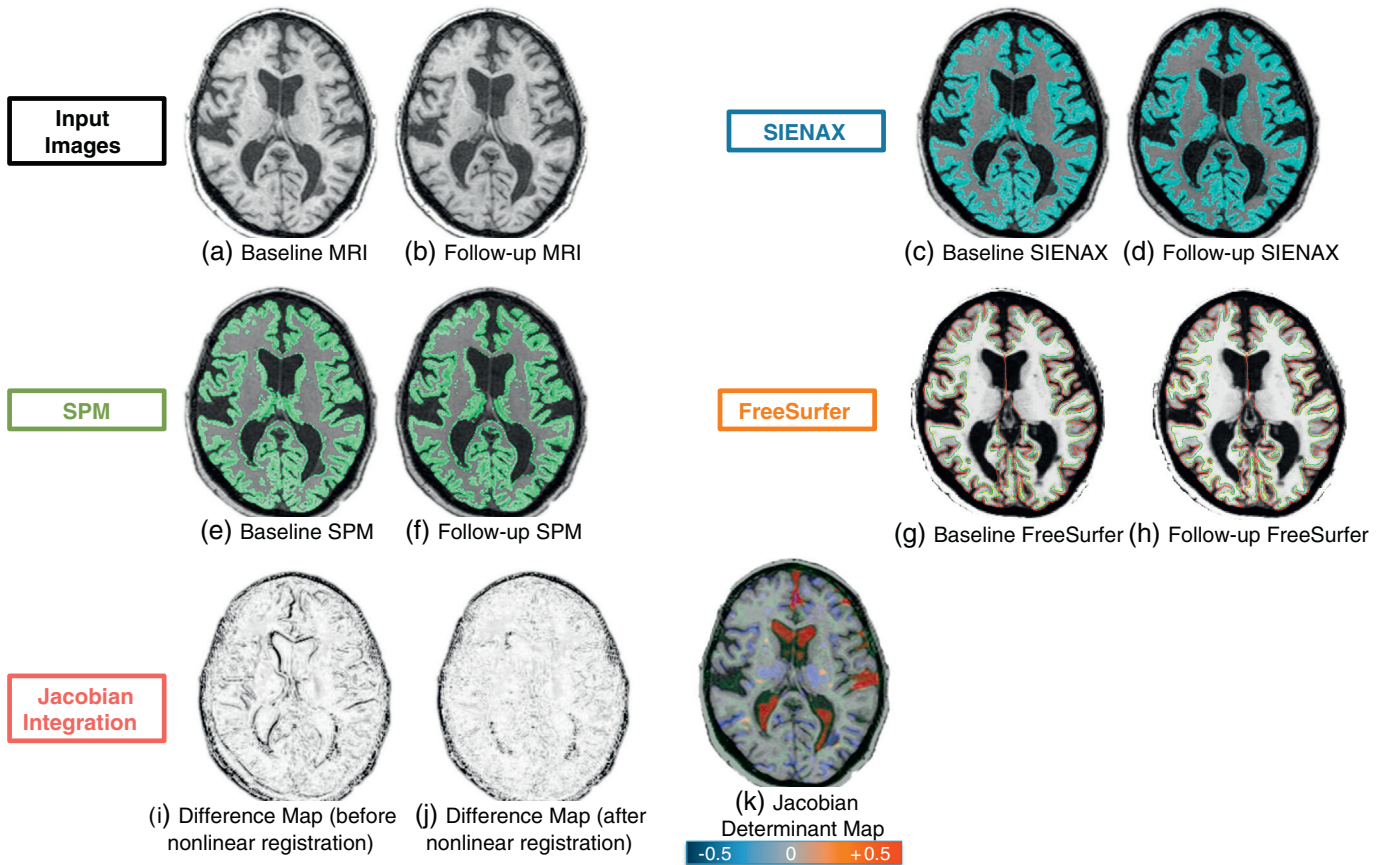 Input
Images
(a) Baseline MRI
(b) Follow-up MRI
SIENAX
(c) Baseline SIENAX
(d) Follow-up SIENAX
SPM
(e) Baseline SPM
(f) Follow-up SPM
FreeSurfer
(g) Baseline FreeSurfer
(h) Follow-up FreeSurfer
Jacobian
Integration
(i) Difference Map (before
nonlinear registration)
(j) Difference Map (after
nonlinear registration)
(k) Jacobian
Determinant Map
-0.5 0 +0.5